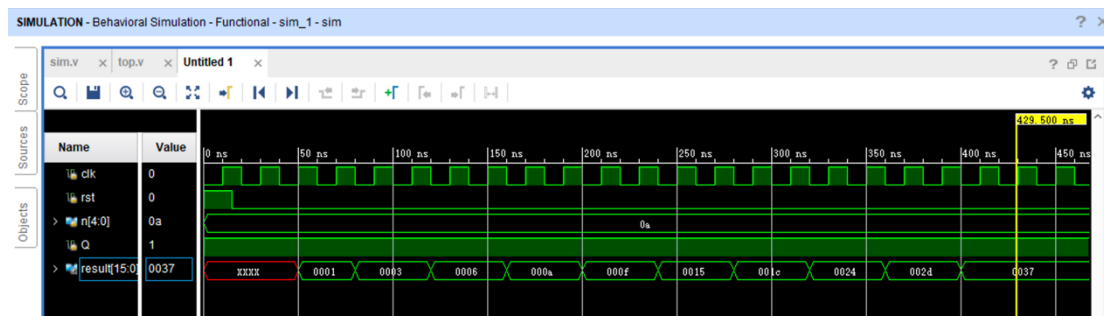 SIMULATION - Behavioral Simulation - Functional - sim_1 - sim
sim.v top.v Untitled 1
Scope
Sources
Objects
429.500 ns
Name Value
0 ns 50 ns 100 ns 150 ns 200 ns 250 ns 300 ns 350 ns 400 ns 450 ns
clk 0
rst 0
n[4:0] 0a 0a
Q 1
result[15:0] 0037 XXXX 0001 0003 0006 000a 000f 0015 001c 0024 002d 0037